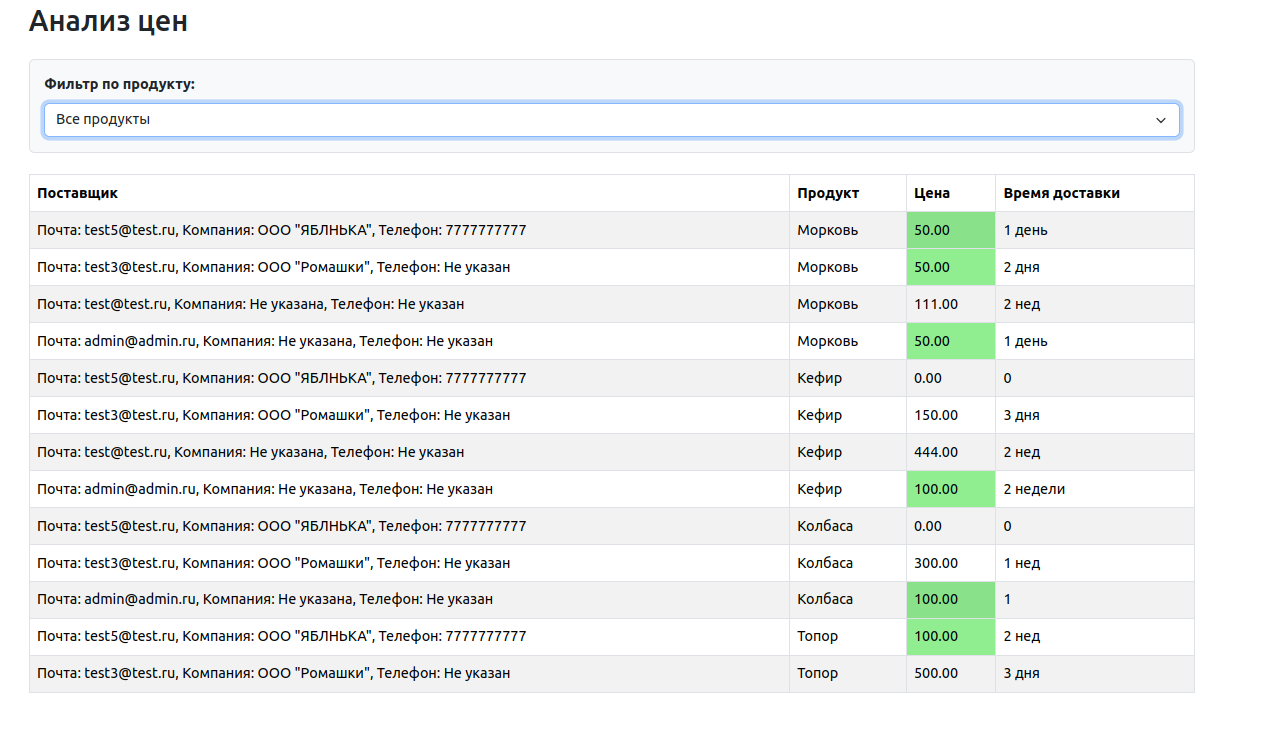 Анализ цен
Фильтр по продукту:
Все продукты
Поставщик Продукт Цена Время доставки
Почта: test5@test.ru, Компания: ООО "ЯБЛНЬКА", Телефон: 7777777777 Морковь 50.00 1 день
Почта: test3@test.ru, Компания: ООО "Ромашки", Телефон: Не указан Морковь 50.00 2 дня
Почта: test@test.ru, Компания: Не указана, Телефон: Не указан Морковь 111.00 2 нед
Почта: admin@admin.ru, Компания: Не указана, Телефон: Не указан Морковь 50.00 1 день
Почта: test5@test.ru, Компания: ООО "ЯБЛНЬКА", Телефон: 7777777777 Кефир 0.00 0
Почта: test3@test.ru, Компания: ООО "Ромашки", Телефон: Не указан Кефир 150.00 3 дня
Почта: test@test.ru, Компания: Не указана, Телефон: Не указан Кефир 444.00 2 нед
Почта: admin@admin.ru, Компания: Не указана, Телефон: Не указан Кефир 100.00 2 недели
Почта: test5@test.ru, Компания: ООО "ЯБЛНЬКА", Телефон: 7777777777 Колбаса 0.00 0
Почта: test3@test.ru, Компания: ООО "Ромашки", Телефон: Не указан Колбаса 300.00 1 нед
Почта: admin@admin.ru, Компания: Не указана, Телефон: Не указан Колбаса 100.00 1
Почта: test5@test.ru, Компания: ООО "ЯБЛНЬКА", Телефон: 7777777777 Топор 100.00 2 нед
Почта: test3@test.ru, Компания: ООО "Ромашки", Телефон: Не указан Топор 500.00 3 дня